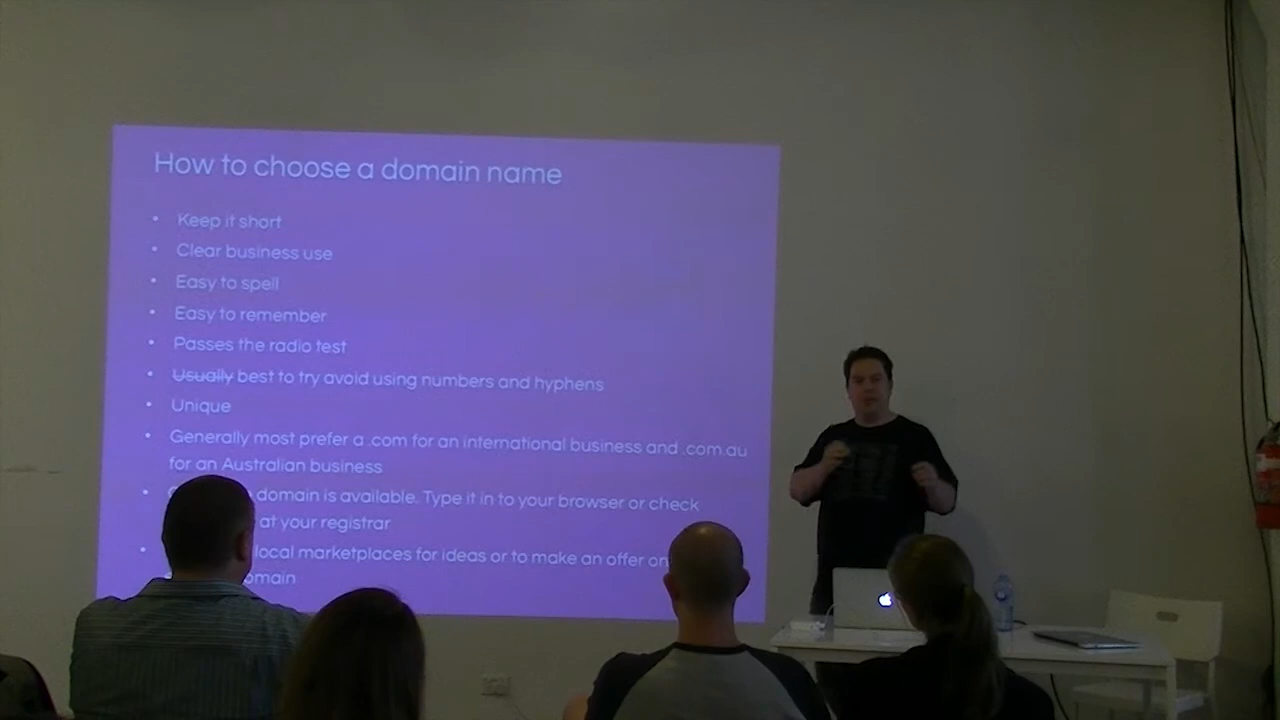 How to choose a domain name
• Keep it short
• Clear business use
• Easy to spell
• Easy to remember
• Passes the radio test
• Usually best to try avoid using numbers and hyphens
• Unique
• Generally most prefer a .com for an international business and .com.au
for an Australian business
• domain is available. Type it in to your browser or check
at your registrar
• local marketplaces for ideas or to make an offer on